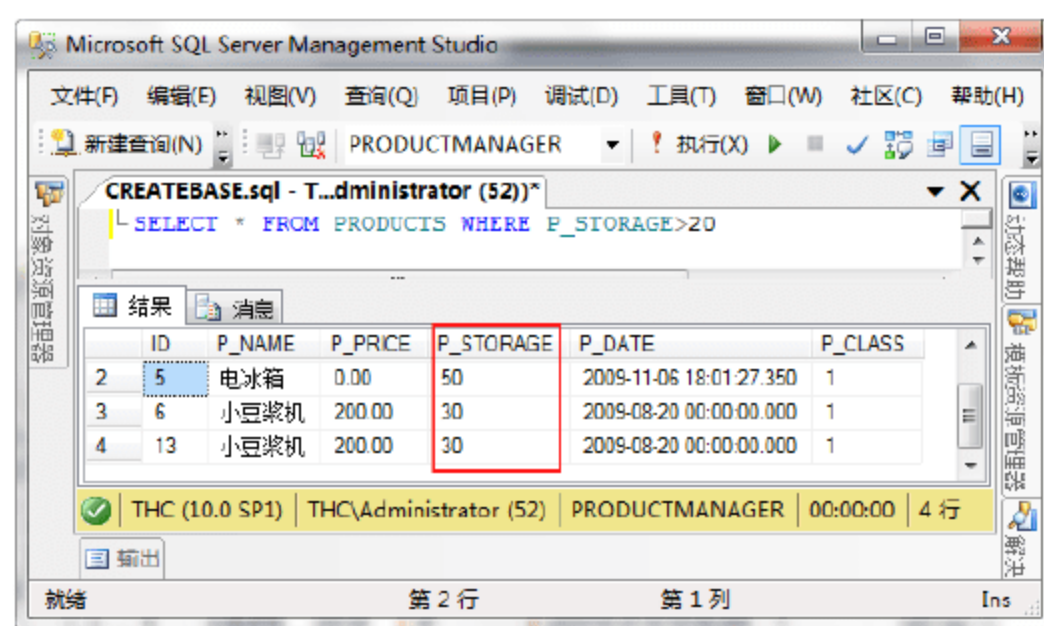 Microsoft SQL Server Management Studio
文件(F) 编辑(E) 视图(V) 查询(Q) 项目(P) 调试(D) 工具(T) 窗口(W) 社区(C) 帮助(H)
新建查询(N) PRODUCTMANAGER 执行(X)
CREATEBASE.sql - T...dministrator (52))*
SELECT * FROM PRODUCTS WHERE P_STORAGE>20
对象资源管理器
动态帮助
模板资源管理器
解决
结果 消息
ID P_NAME P_PRICE P_STORAGE P_DATE P_CLASS
2 5 电冰箱 0.00 50 2009-11-06 18:01:27.350 1
3 6 小豆浆机 200.00 30 2009-08-20 00:00:00.000 1
4 13 小豆浆机 200.00 30 2009-08-20 00:00:00.000 1
THC (10.0 SP1) THC\Administrator (52) PRODUCTMANAGER 00:00:00 4 行
输出
就绪 第 2 行 第 1 列 Ins